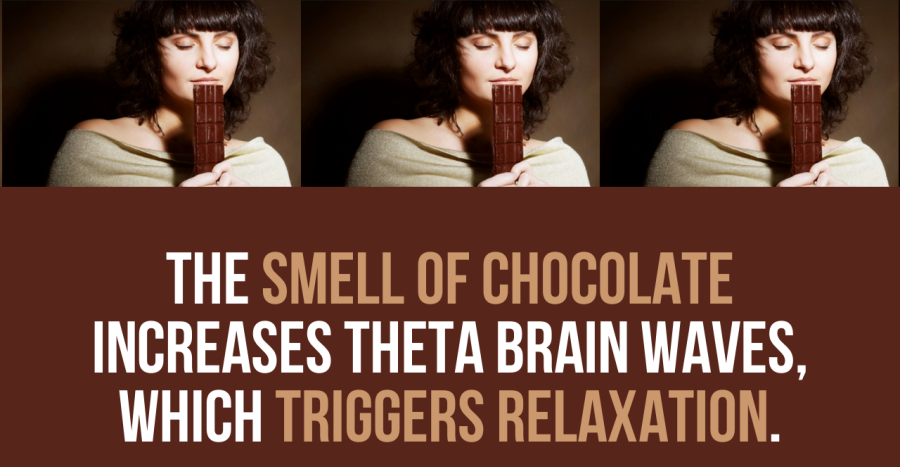 THE SMELL OF CHOCOLATE
INCREASES THETA BRAIN WAVES,
WHICH TRIGGERS RELAXATION.